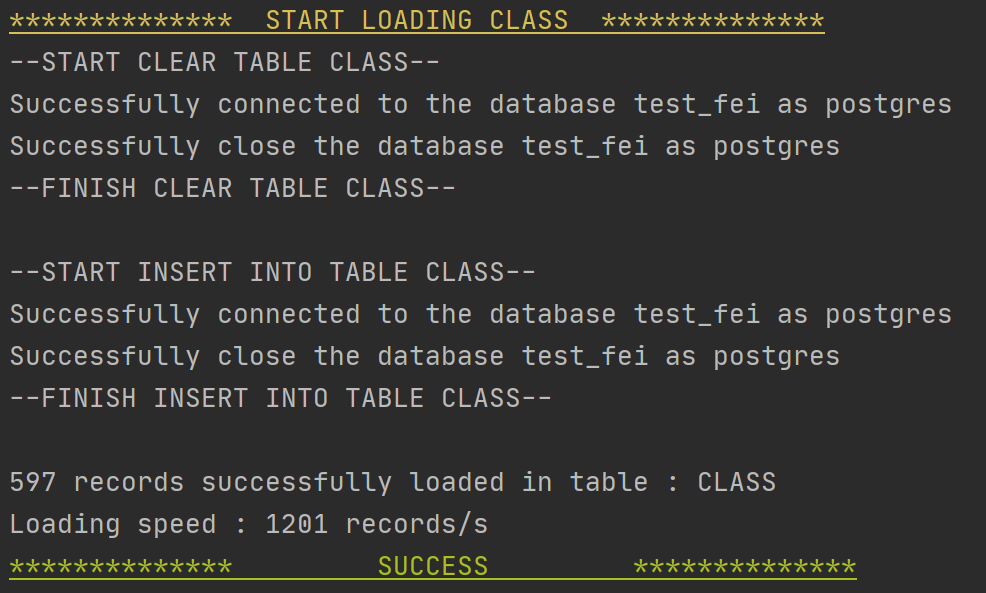 ************** START LOADING CLASS **************
--START CLEAR TABLE CLASS--
Successfully connected to the database test_fei as postgres
Successfully close the database test_fei as postgres
--FINISH CLEAR TABLE CLASS--
--START INSERT INTO TABLE CLASS--
Successfully connected to the database test_fei as postgres
Successfully close the database test_fei as postgres
--FINISH INSERT INTO TABLE CLASS--
597 records successfully loaded in table : CLASS
Loading speed : 1201 records/s
************** SUCCESS **************